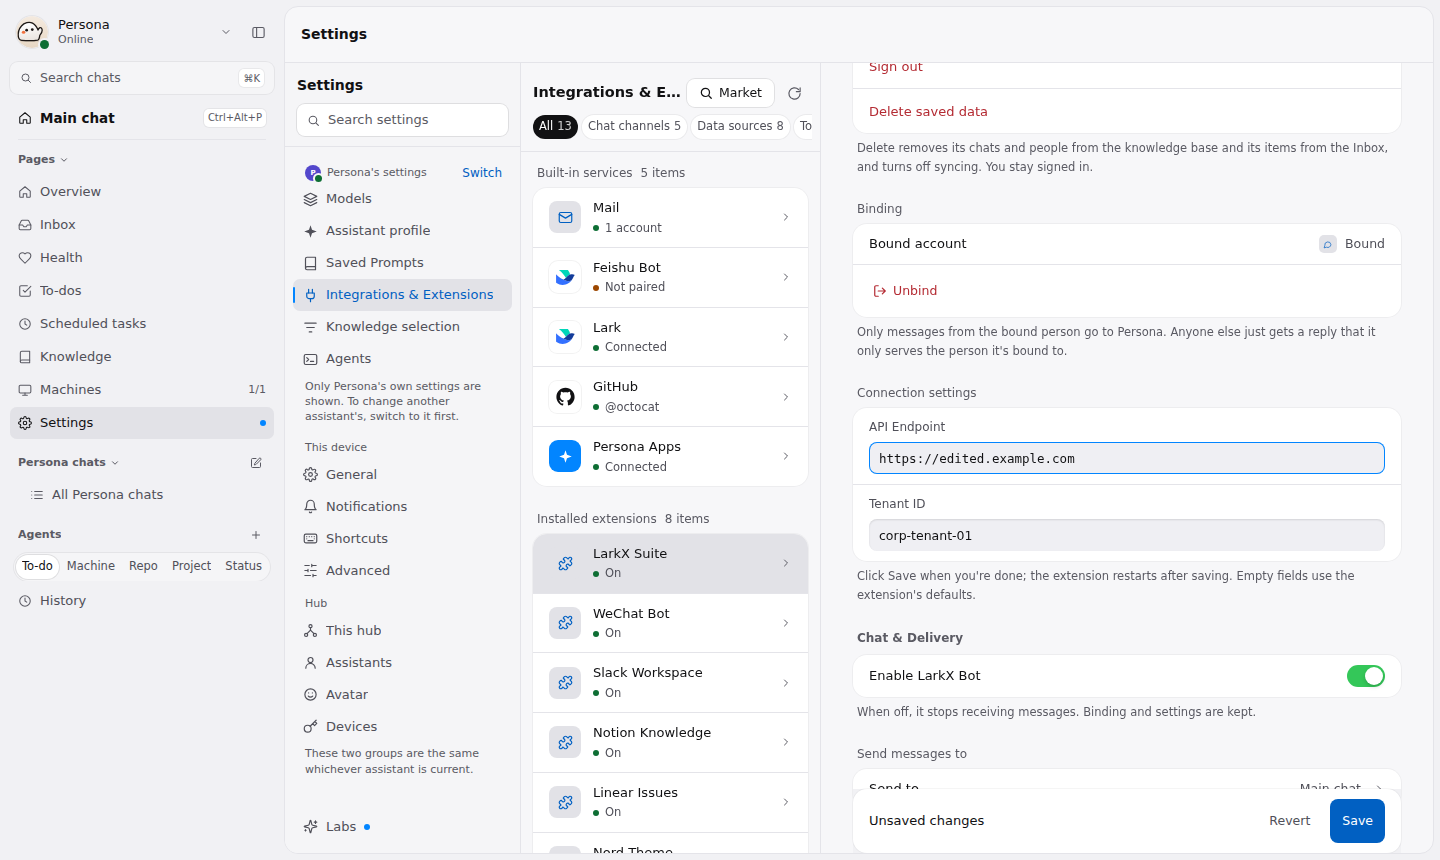 Persona
Online
Search chats
⌘K
Main chat
Ctrl+Alt+P
Pages
Overview
Inbox
Health
To-dos
Scheduled tasks
Knowledge
Machines
1/1
Settings
Persona chats
All Persona chats
Agents
To-do
Machine
Repo
Project
Status
History
Settings
Settings
Search settings
P
Persona's settings
Switch
Models
Assistant profile
Saved Prompts
Integrations & Extensions
Knowledge selection
Agents
Only Persona's own settings are
shown. To change another
assistant's, switch to it first.
This device
General
Notifications
Shortcuts
Advanced
Hub
This hub
Assistants
Avatar
Devices
These two groups are the same
whichever assistant is current.
Labs
Integrations & E…
Market
All 13
Chat channels 5
Data sources 8
To
Built-in services 5 items
Mail
1 account
Feishu Bot
Not paired
Lark
Connected
GitHub
@octocat
Persona Apps
Connected
Installed extensions 8 items
LarkX Suite
On
WeChat Bot
On
Slack Workspace
On
Notion Knowledge
On
Linear Issues
On
Nord Theme
Sign out
Delete saved data
Delete removes its chats and people from the knowledge base and its items from the Inbox,
and turns off syncing. You stay signed in.
Binding
Bound account
Bound
Unbind
Only messages from the bound person go to Persona. Anyone else just gets a reply that it
only serves the person it's bound to.
Connection settings
API Endpoint
https://edited.example.com
Tenant ID
corp-tenant-01
Click Save when you're done; the extension restarts after saving. Empty fields use the
extension's defaults.
Chat & Delivery
Enable LarkX Bot
When off, it stops receiving messages. Binding and settings are kept.
Send messages to
Send to
Main chat
Unsaved changes
Revert
Save